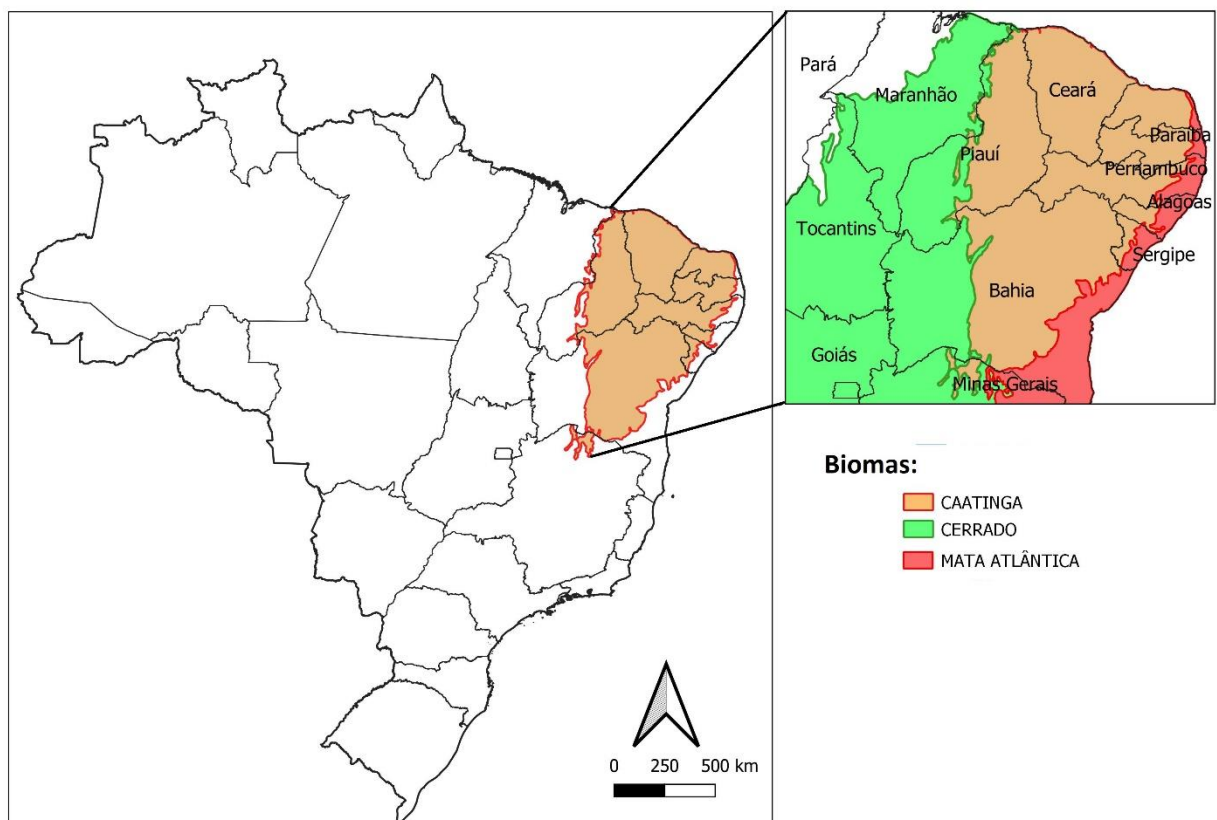 Pará
Maranhão
Ceará
Paraíba
Piauí
Pernambuco
Alagoas
Tocantins
Sergipe
Bahia
Goiás
Minas Gerais
Biomas:
CAATINGA
CERRADO
MATA ATLÂNTICA
0 250 500 km